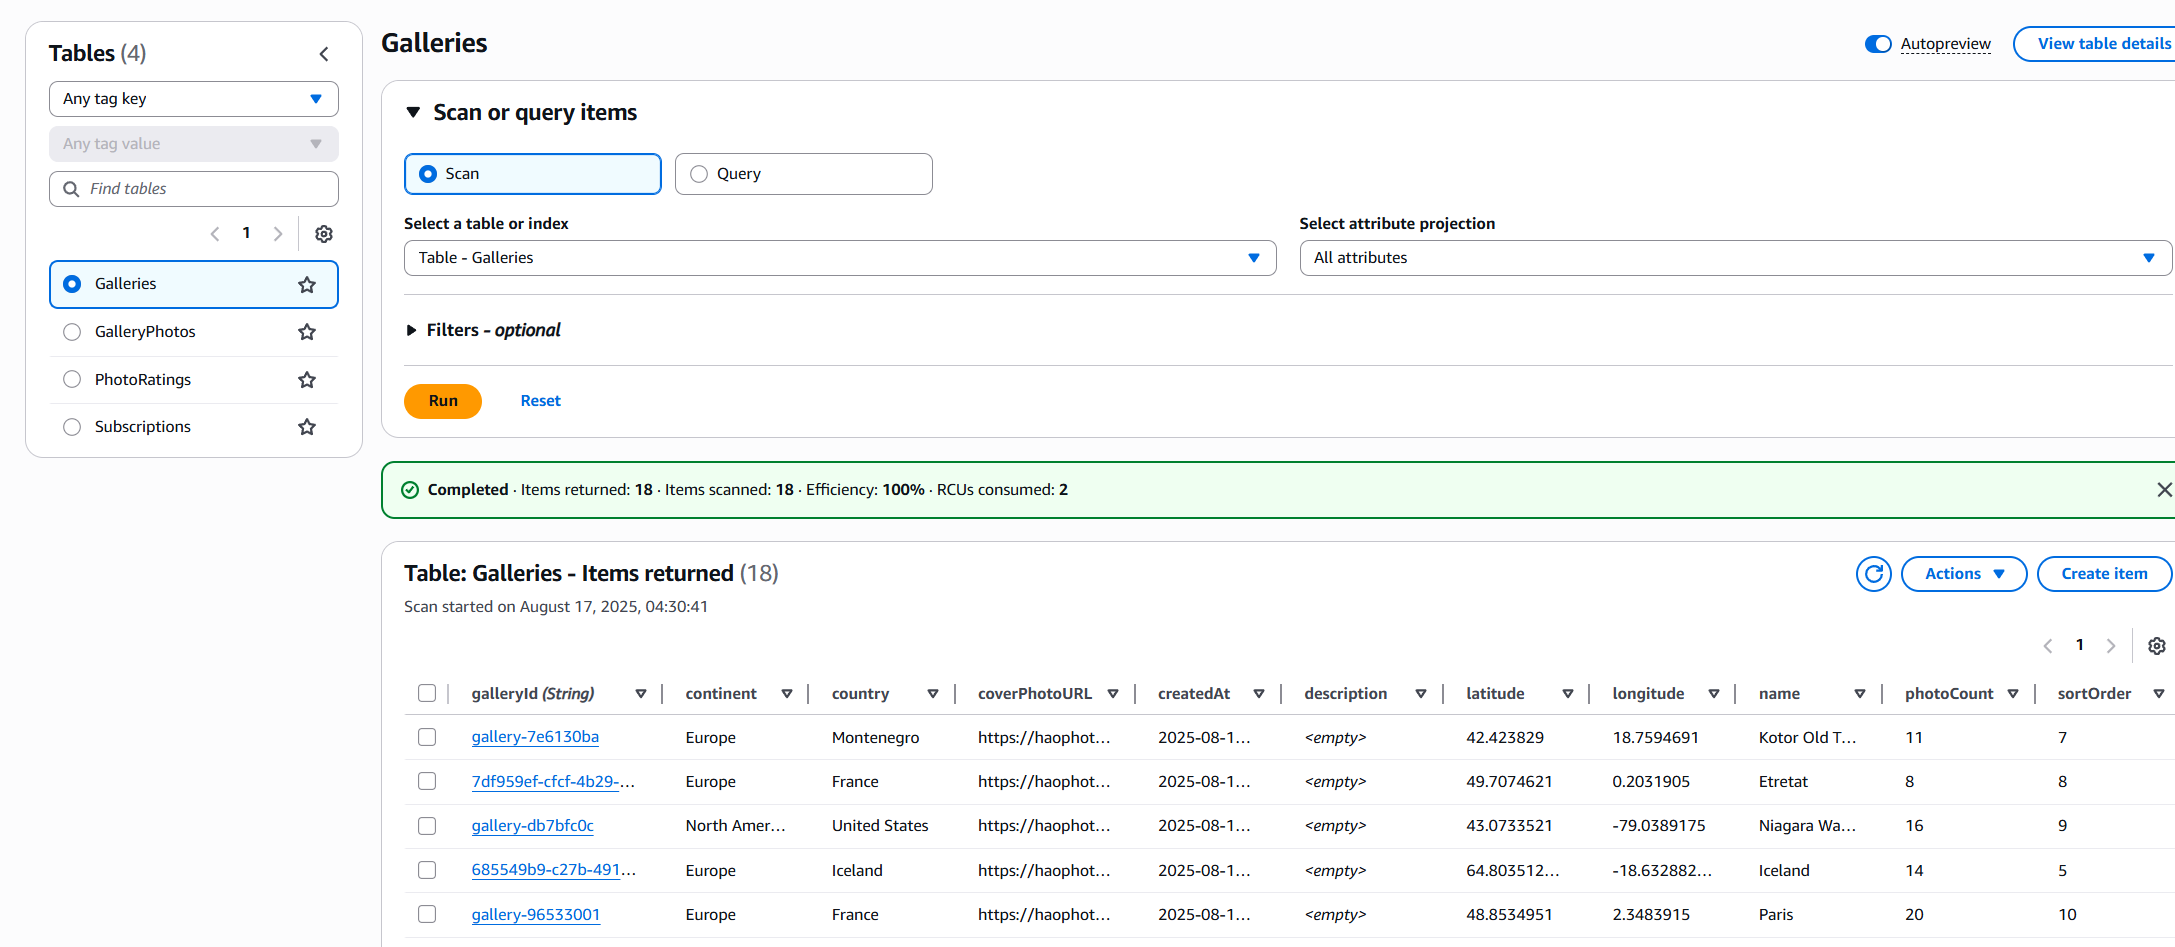 Tables (4)
Any tag key
Any tag value
Find tables
1
Galleries
GalleryPhotos
PhotoRatings
Subscriptions
Galleries
Autopreview
View table details
Scan or query items
Scan
Query
Select a table or index
Select attribute projection
Table - Galleries
All attributes
Filters - optional
Run
Reset
Completed · Items returned: 18 · Items scanned: 18 · Efficiency: 100% · RCUs consumed: 2
Table: Galleries - Items returned (18)
Actions
Create item
Scan started on August 17, 2025, 04:30:41
1
galleryId (String) continent country coverPhotoURL createdAt description latitude longitude name photoCount sortOrder
gallery-7e6130ba Europe Montenegro https://haophot... 2025-08-1... <empty> 42.423829 18.7594691 Kotor Old T... 11 7
7df959ef-cfcf-4b29-... Europe France https://haophot... 2025-08-1... <empty> 49.7074621 0.2031905 Etretat 8 8
gallery-db7bfc0c North Amer... United States https://haophot... 2025-08-1... <empty> 43.0733521 -79.0389175 Niagara Wa... 16 9
685549b9-c27b-491... Europe Iceland https://haophot... 2025-08-1... <empty> 64.803512... -18.632882... Iceland 14 5
gallery-96533001 Europe France https://haophot... 2025-08-1... <empty> 48.8534951 2.3483915 Paris 20 10